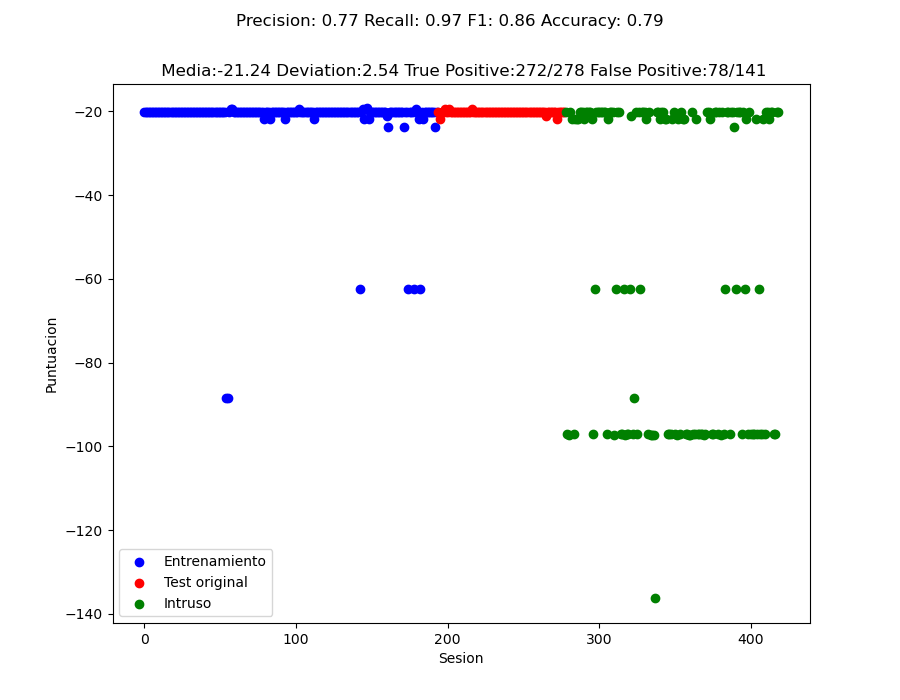 Precision: 0.77 Recall: 0.97 F1: 0.86 Accuracy: 0.79
Media:-21.24 Deviation:2.54 True Positive:272/278 False Positive:78/141
−20
−40
−60
−80
−100
−120
−140
Puntuacion
Entrenamiento
Test original
Intruso
0 100 200 300 400
Sesion